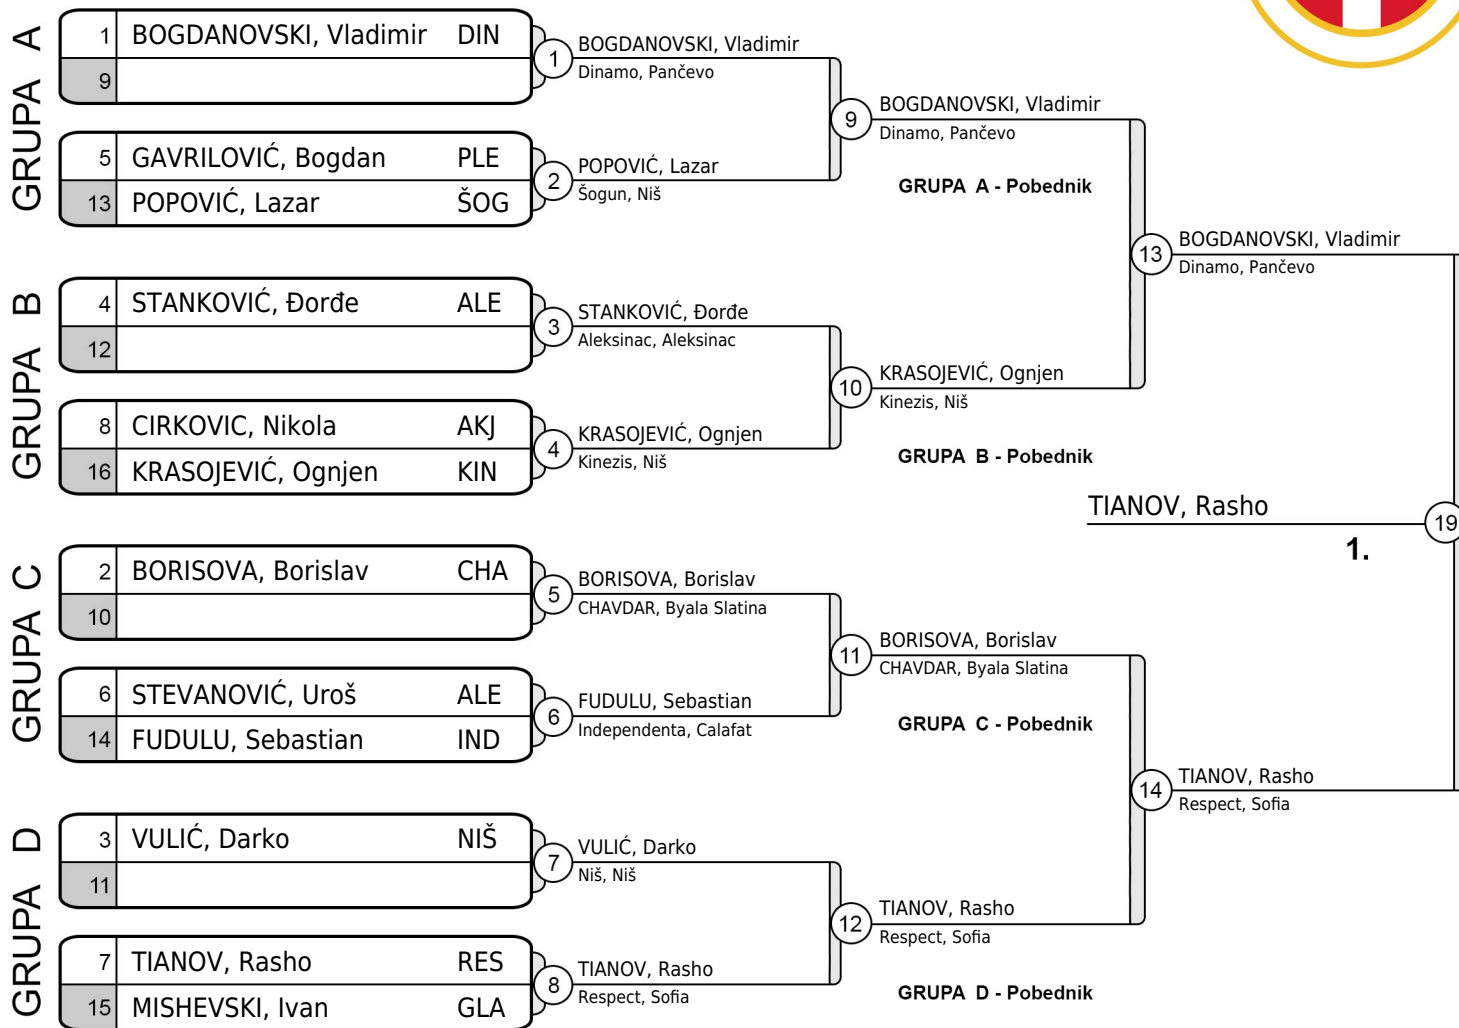 GRUPA A
1 BOGDANOVSKI, Vladimir DIN
9
5 GAVRILOVIĆ, Bogdan PLE
13 POPOVIĆ, Lazar ŠOG
GRUPA B
4 STANKOVIĆ, Đorđe ALE
12
8 CIRKOVIC, Nikola AKJ
16 KRASOJEVIĆ, Ognjen KIN
GRUPA C
2 BORISOVA, Borislav CHA
10
6 STEVANOVIĆ, Uroš ALE
14 FUDULU, Sebastian IND
GRUPA D
3 VULIĆ, Darko NIŠ
11
7 TIANOV, Rasho RES
15 MISHEVSKI, Ivan GLA
1 BOGDANOVSKI, Vladimir
Dinamo, Pančevo
2 POPOVIĆ, Lazar
Šogun, Niš
3 STANKOVIĆ, Đorđe
Aleksinac, Aleksinac
4 KRASOJEVIĆ, Ognjen
Kinezis, Niš
5 BORISOVA, Borislav
CHAVDAR, Byala Slatina
6 FUDULU, Sebastian
Independenta, Calafat
7 VULIĆ, Darko
Niš, Niš
8 TIANOV, Rasho
Respect, Sofia
9 BOGDANOVSKI, Vladimir
Dinamo, Pančevo
GRUPA A - Pobednik
10 KRASOJEVIĆ, Ognjen
Kinezis, Niš
GRUPA B - Pobednik
11 BORISOVA, Borislav
CHAVDAR, Byala Slatina
GRUPA C - Pobednik
12 TIANOV, Rasho
Respect, Sofia
GRUPA D - Pobednik
13 BOGDANOVSKI, Vladimir
Dinamo, Pančevo
14 TIANOV, Rasho
Respect, Sofia
TIANOV, Rasho 19
1.